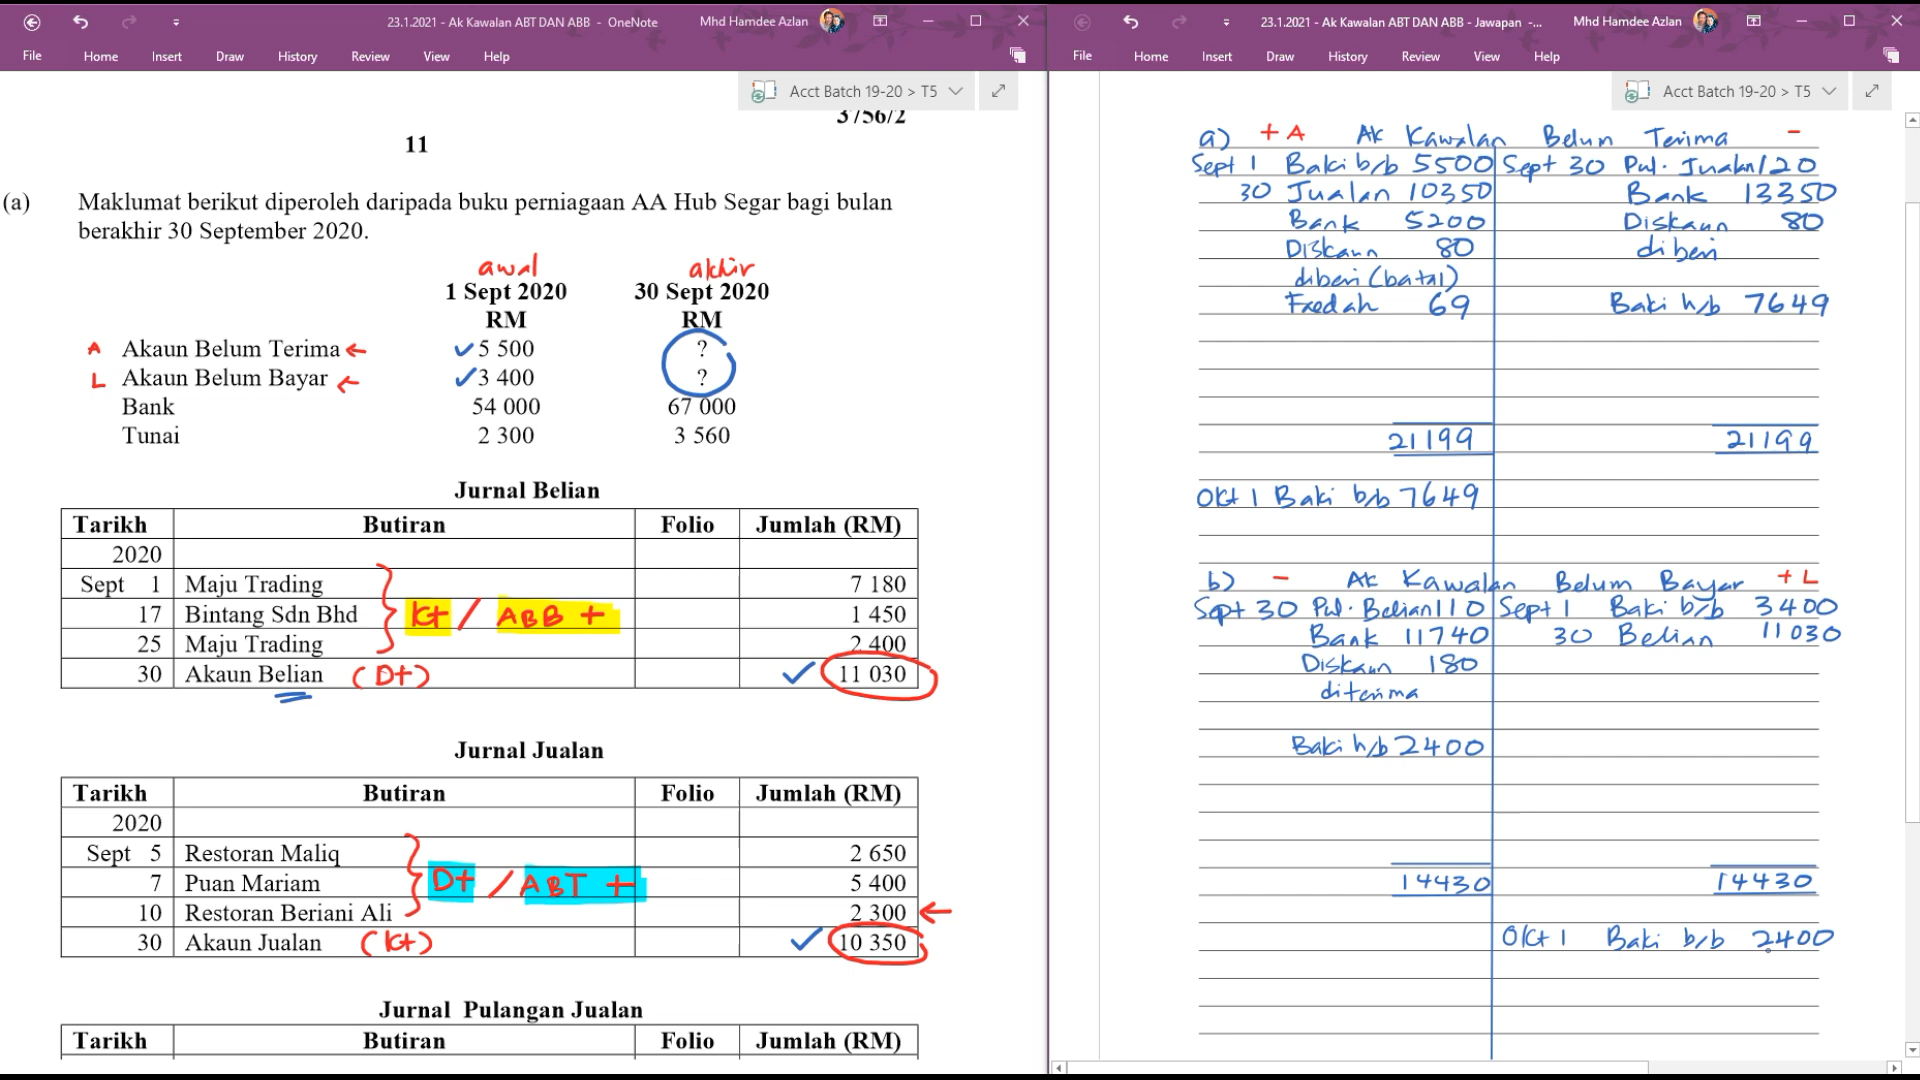 23.1.2021 - Ak Kawalan ABT DAN ABB - OneNote
Mhd Hamdee Azlan
File Home Insert Draw History Review View Help
Acct Batch 19-20 > T5
3756/2
11
(a) Maklumat berikut diperoleh daripada buku perniagaan AA Hub Segar bagi bulan
berakhir 30 September 2020.
awal akhir
1 Sept 2020 30 Sept 2020
RM RM
A Akaun Belum Terima 5 500 ?
L Akaun Belum Bayar 3 400 ?
Bank 54 000 67 000
Tunai 2 300 3 560
Jurnal Belian
Tarikh Butiran Folio Jumlah (RM)
2020
Sept 1 Maju Trading 7 180
17 Bintang Sdn Bhd 1 450
Kt / ABB +
25 Maju Trading 2 400
30 Akaun Belian (Dt) 11 030
Jurnal Jualan
Tarikh Butiran Folio Jumlah (RM)
2020
Sept 5 Restoran Maliq 2 650
7 Puan Mariam 5 400
Dt / ABT +
10 Restoran Beriani Ali 2 300
30 Akaun Jualan (Kt) 10 350
Jurnal Pulangan Jualan
Tarikh Butiran Folio Jumlah (RM)
23.1.2021 - Ak Kawalan ABT DAN ABB - Jawapan -...
Mhd Hamdee Azlan
File Home Insert Draw History Review View Help
Acct Batch 19-20 > T5
a) + A Ak Kawalan Belum Terima -
Sept 1 Baki b/b 5500 Sept 30 Pul. Jualan 120
30 Jualan 10350 Bank 13350
Bank 5200 Diskaun 80
Diskaun 80 diberi
diberi (batal)
Faedah 69 Baki h/b 7649
21199 21199
Okt 1 Baki b/b 7649
b) - Ak Kawalan Belum Bayar + L
Sept 30 Pul. Belian 110 Sept 1 Baki b/b 3400
Bank 11740 30 Belian 11030
Diskaun 180
diterima
Baki h/b 2400
14430 14430
Okt 1 Baki b/b 2400